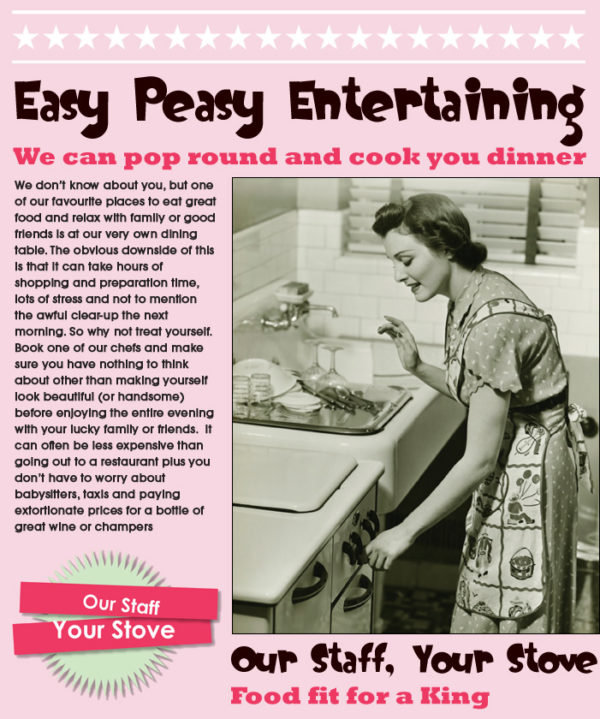 Easy Peasy Entertaining
We can pop round and cook you dinner
We don't know about you, but one
of our favourite places to eat great
food and relax with family or good
friends is at our very own dining
table. The obvious downside of this
is that it can take hours of
shopping and preparation time,
lots of stress and not to mention
the awful clear-up the next
morning. So why not treat yourself.
Book one of our chefs and make
sure you have nothing to think
about other than making yourself
look beautiful (or handsome)
before enjoying the entire evening
with your lucky family or friends.  It
can often be less expensive than
going out to a restaurant plus you
don't have to worry about
babysitters, taxis and paying
extortionate prices for a bottle of
great wine or champers
Our Staff
Your Stove
Our Staff, Your Stove
Food fit for a King